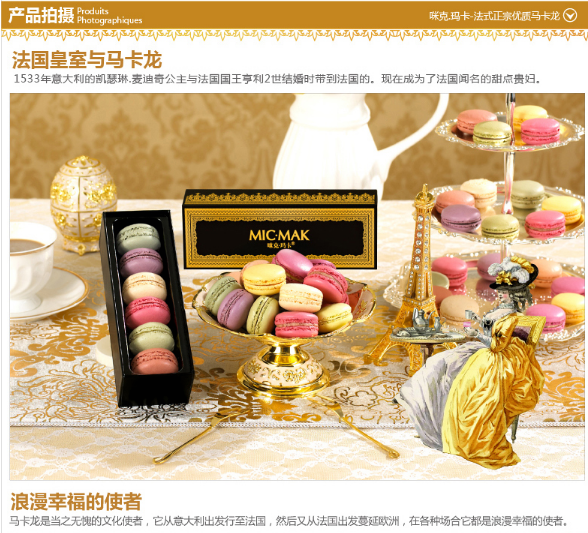 产品拍摄
Produits
Photographiques
咪克.玛卡-法式正宗优质马卡龙
法国皇室与马卡龙
1533年意大利的凯瑟琳.麦迪奇公主与法国国王亨利2世结婚时带到法国的。现在成为了法国闻名的甜点贵妇。
MIC·MAK
咪克·玛卡®
浪漫幸福的使者
马卡龙是当之无愧的文化使者，它从意大利出发行至法国，然后又从法国出发蔓延欧洲，在各种场合它都是浪漫幸福的使者。